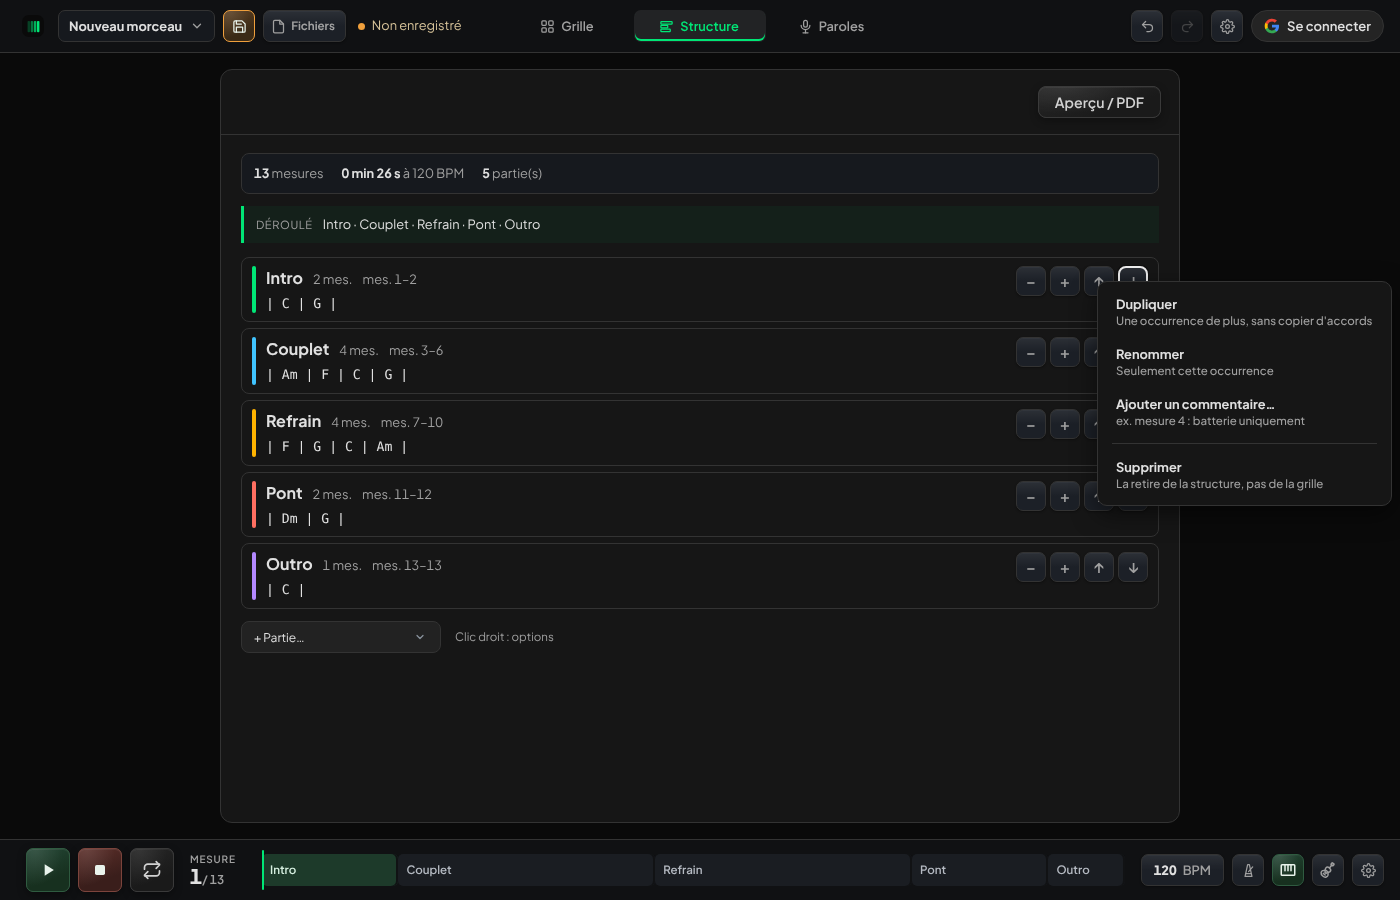 Nouveau morceau
Fichiers
Non enregistré
Grille
Structure
Paroles
Se connecter
Aperçu / PDF
13 mesures 0 min 26 s à 120 BPM 5 partie(s)
DÉROULÉ Intro · Couplet · Refrain · Pont · Outro
Intro 2 mes. mes. 1–2
| C | G |
Couplet 4 mes. mes. 3–6
| Am | F | C | G |
Refrain 4 mes. mes. 7–10
| F | G | C | Am |
Pont 2 mes. mes. 11–12
| Dm | G |
Outro 1 mes. mes. 13–13
| C |
Dupliquer
Une occurrence de plus, sans copier d'accords
Renommer
Seulement cette occurrence
Ajouter un commentaire…
ex. mesure 4 : batterie uniquement
Supprimer
La retire de la structure, pas de la grille
+ Partie…
Clic droit : options
MESURE
1/ 13
Intro
Couplet
Refrain
Pont
Outro
120 BPM